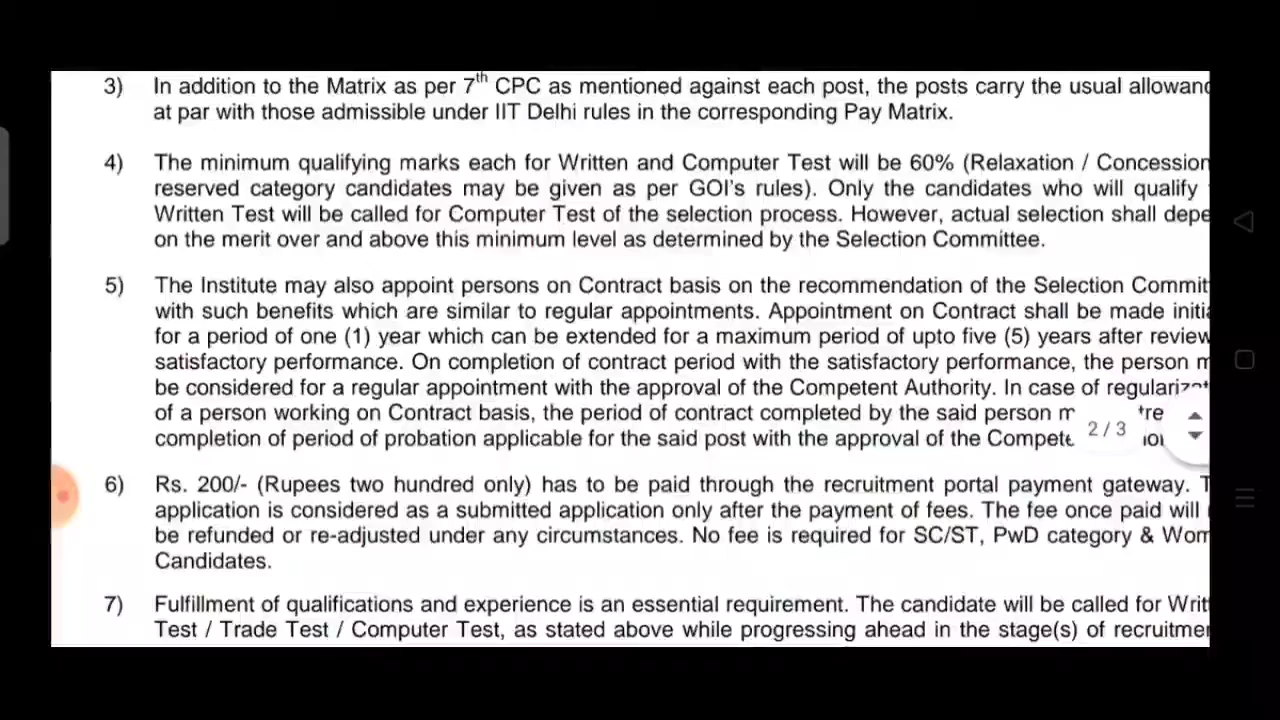 3) In addition to the Matrix as per 7th CPC as mentioned against each post, the posts carry the usual
at par with those admissible under IIT Delhi rules in the corresponding Pay Matrix.
4) The minimum qualifying marks each for Written and Computer Test will be 60% (Relaxation / Concession
reserved category candidates may be given as per GOI's rules). Only the candidates who will qualify
Written Test will be called for Computer Test of the selection process. However, actual selection shall
on the merit over and above this minimum level as determined by the Selection Committee.
5) The Institute may also appoint persons on Contract basis on the recommendation of the Selection
with such benefits which are similar to regular appointments. Appointment on Contract shall be made
for a period of one (1) year which can be extended for a maximum period of upto five (5) years after review
satisfactory performance. On completion of contract period with the satisfactory performance, the person
be considered for a regular appointment with the approval of the Competent Authority. In case of
of a person working on Contract basis, the period of contract completed by the said person
completion of period of probation applicable for the said post with the approval of the
2/3
6) Rs. 200/- (Rupees two hundred only) has to be paid through the recruitment portal payment gateway.
application is considered as a submitted application only after the payment of fees. The fee once paid will
be refunded or re-adjusted under any circumstances. No fee is required for SC/ST, PwD category &
Candidates.
7) Fulfillment of qualifications and experience is an essential requirement. The candidate will be called for
Test / Trade Test / Computer Test, as stated above while progressing ahead in the stage(s) of